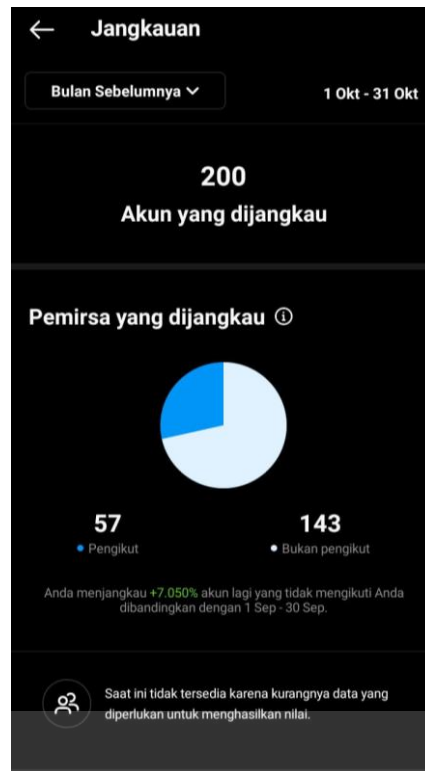 Jangkauan
Bulan Sebelumnya
1 Okt - 31 Okt
200
Akun yang dijangkau
Pemirsa yang dijangkau
57
Pengikut
143
Bukan pengikut
Anda menjangkau +7.050% akun lagi yang tidak mengikuti Anda
dibandingkan dengan 1 Sep - 30 Sep.
Saat ini tidak tersedia karena kurangnya data yang
diperlukan untuk menghasilkan nilai.